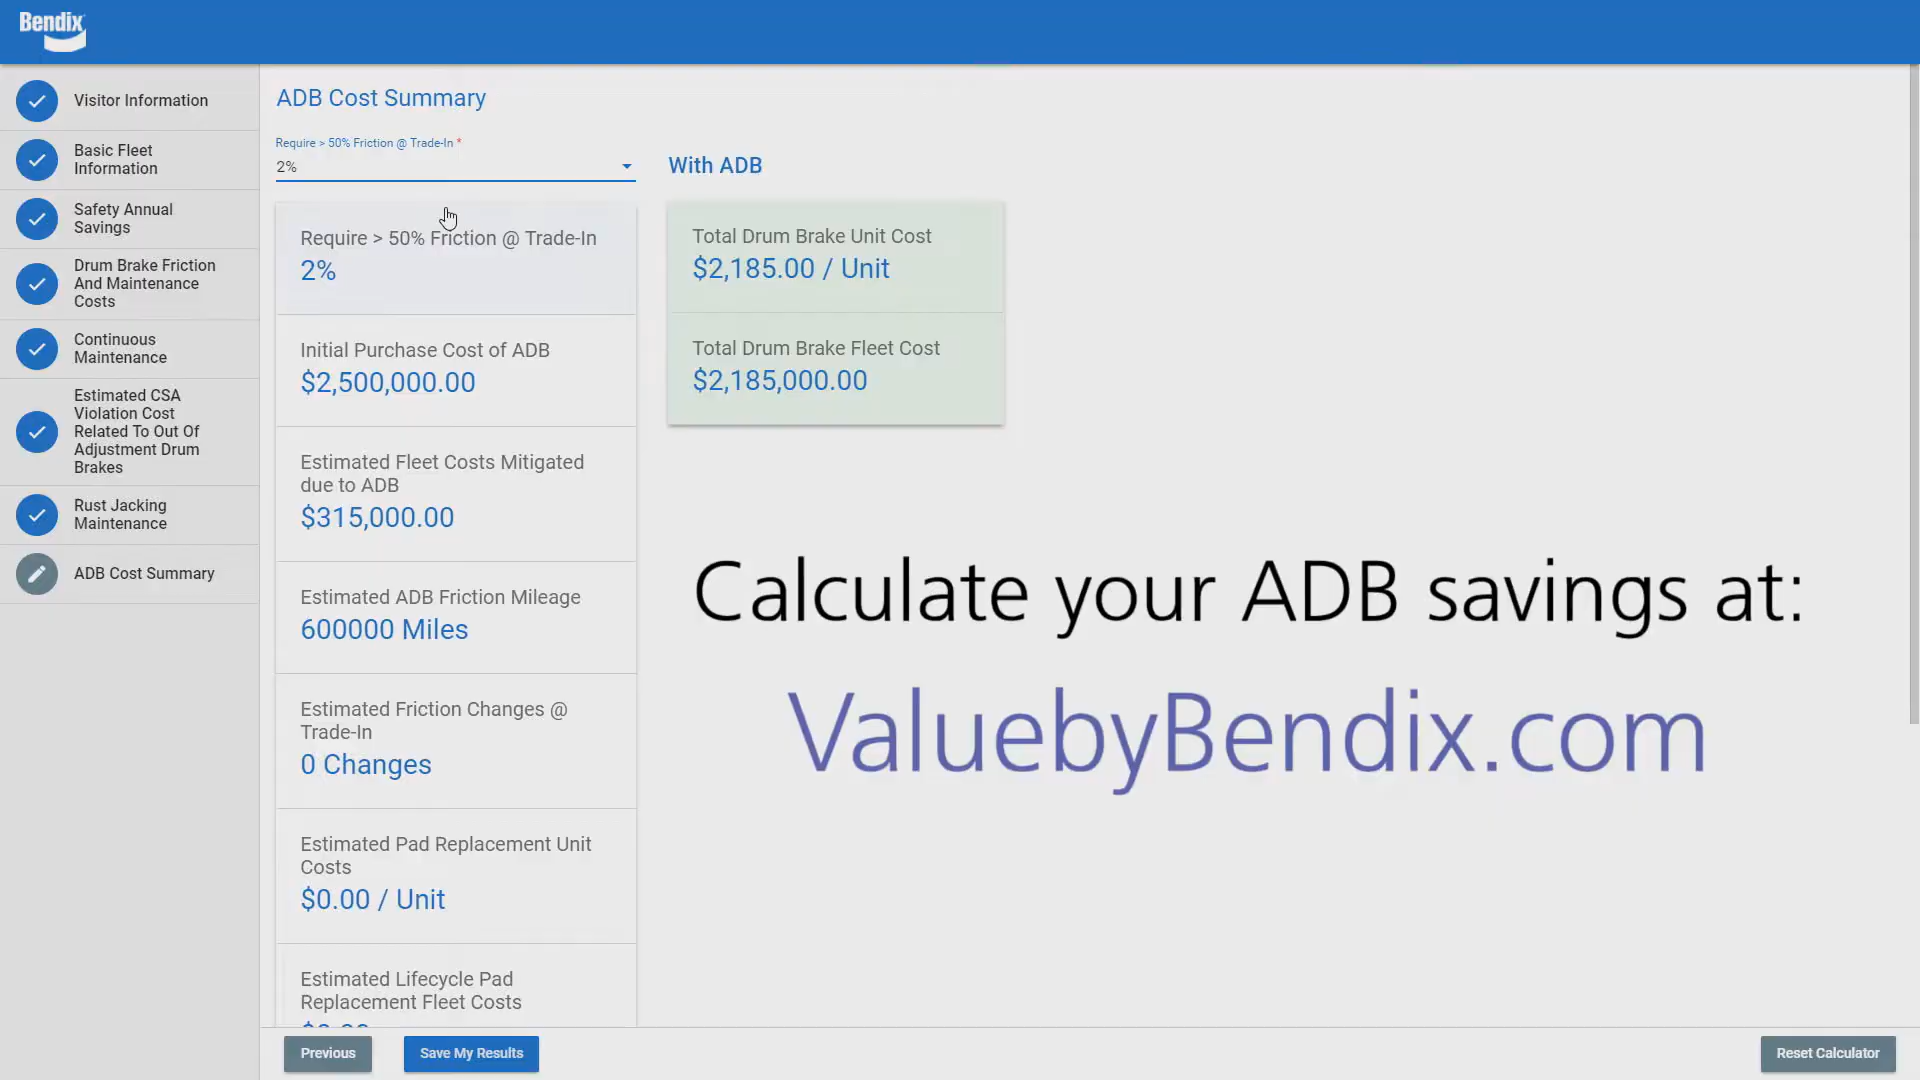 Bendix
Visitor Information
Basic Fleet
Information
Safety Annual
Savings
Drum Brake Friction
And Maintenance
Costs
Continuous
Maintenance
Estimated CSA
Violation Cost
Related To Out Of
Adjustment Drum
Brakes
Rust Jacking
Maintenance
ADB Cost Summary
ADB Cost Summary
Require > 50% Friction @ Trade-In *
2%
Require > 50% Friction @ Trade-In
2%
Initial Purchase Cost of ADB
$2,500,000.00
Estimated Fleet Costs Mitigated
due to ADB
$315,000.00
Estimated ADB Friction Mileage
600000 Miles
Estimated Friction Changes @
Trade-In
0 Changes
Estimated Pad Replacement Unit
Costs
$0.00 / Unit
Estimated Lifecycle Pad
Replacement Fleet Costs
With ADB
Total Drum Brake Unit Cost
$2,185.00 / Unit
Total Drum Brake Fleet Cost
$2,185,000.00
Calculate your ADB savings at:
ValuebyBendix.com
Previous
Save My Results
Reset Calculator